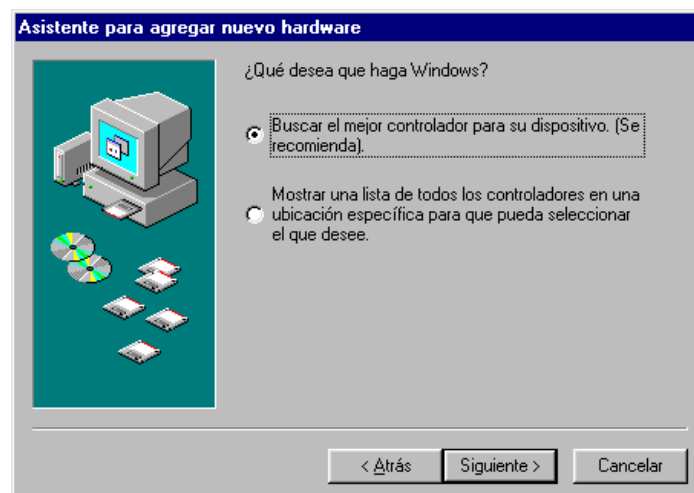 Asistente para agregar nuevo hardware
¿Qué desea que haga Windows?
Buscar el mejor controlador para su dispositivo. (Se
recomienda).
Mostrar una lista de todos los controladores en una
ubicación específica para que pueda seleccionar
el que desee.
< Atrás
Siguiente >
Cancelar